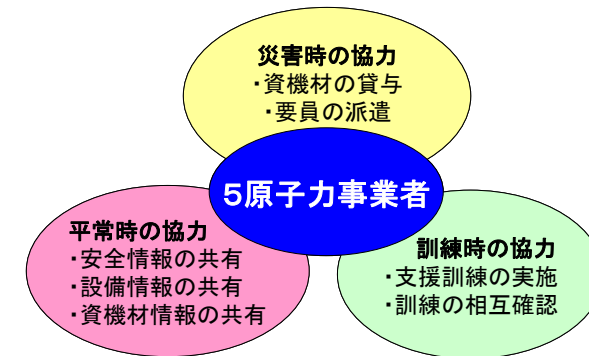 災害時の協力
・資機材の貸与
・要員の派遣
５原子力事業者
平常時の協力
・安全情報の共有
・設備情報の共有
・資機材情報の共有
訓練時の協力
・支援訓練の実施
・訓練の相互確認